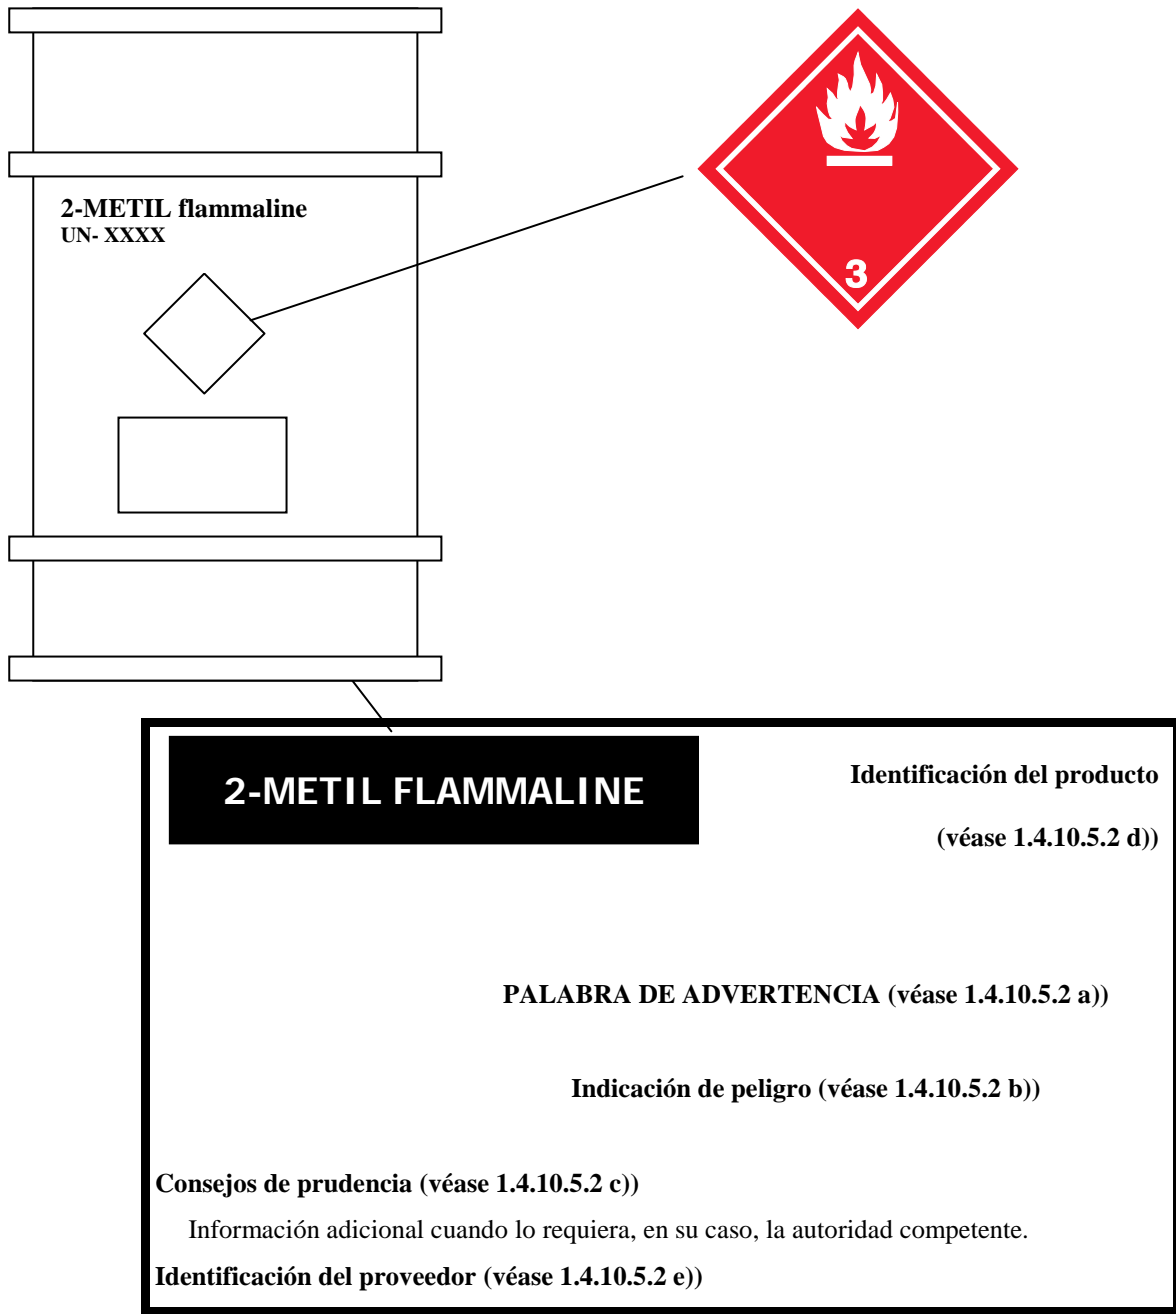 2-METIL flammaline
UN- XXXX
3
2-METIL FLAMMALINE
Identificación del producto
(véase 1.4.10.5.2 d))
PALABRA DE ADVERTENCIA (véase 1.4.10.5.2 a))
Indicación de peligro (véase 1.4.10.5.2 b))
Consejos de prudencia (véase 1.4.10.5.2 c))
Información adicional cuando lo requiera, en su caso, la autoridad competente.
Identificación del proveedor (véase 1.4.10.5.2 e))